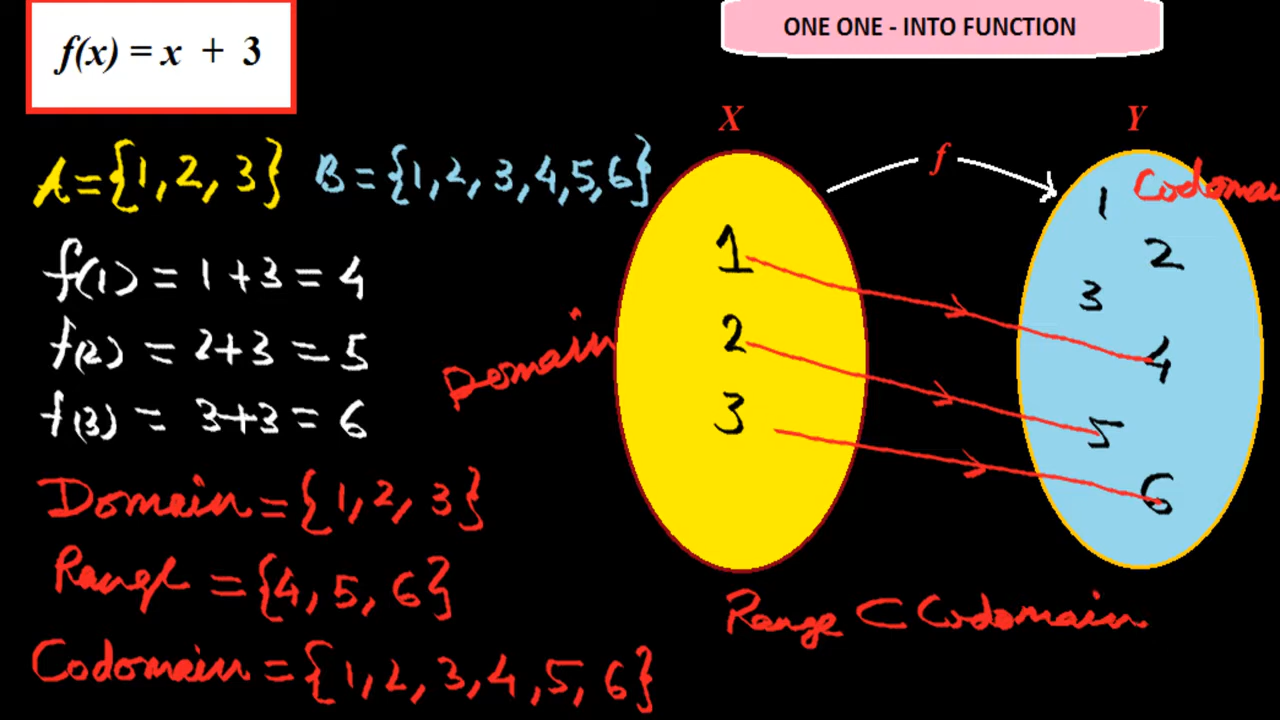 f(x) = x + 3
ONE ONE - INTO FUNCTION
A = {1, 2, 3} B = {1, 2, 3, 4, 5, 6}
f(1) = 1 + 3 = 4
f(2) = 2+3 = 5
f(3) = 3+3 = 6
Domain = {1, 2, 3}
Range = {4, 5, 6}
Codomain = {1, 2, 3, 4, 5, 6}
X
f
Y
Domain
1
2
3
Codomai
1
2
3
4
5
6
Range ⊂ Codomain